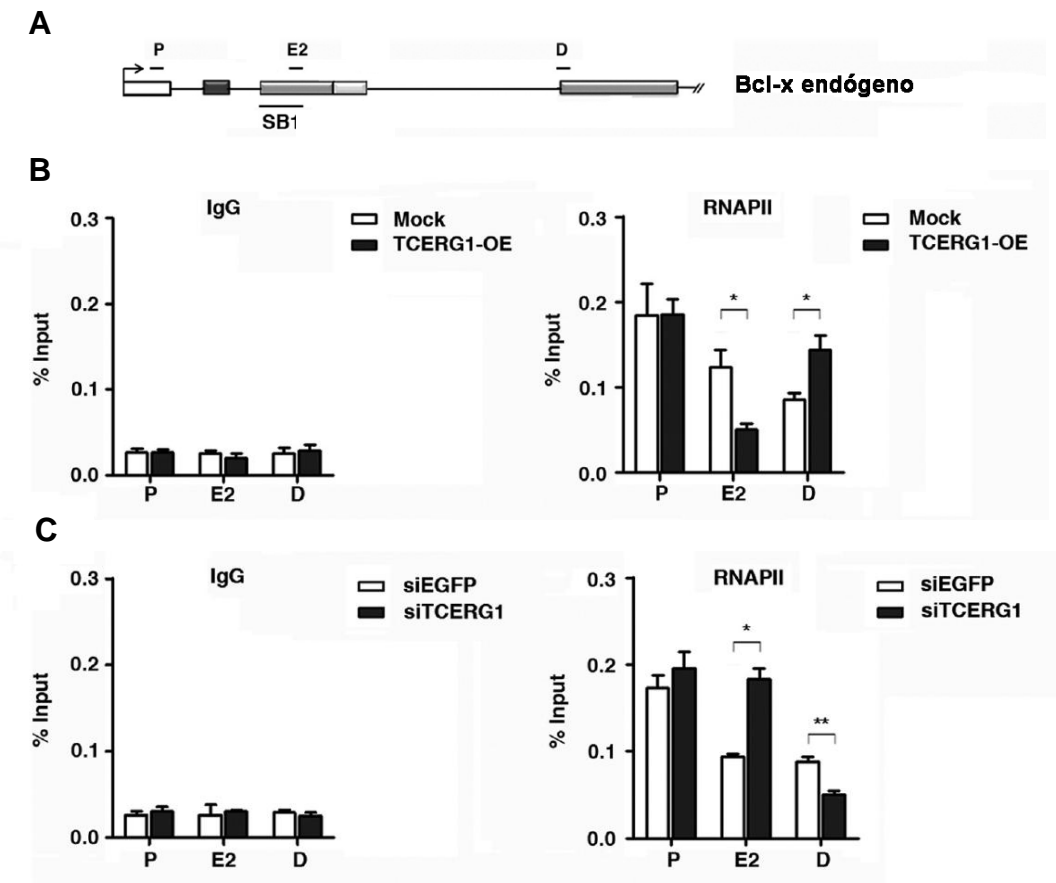 A
P E2 D
Bcl-x endógeno
SB1
B
IgG
Mock
TCERG1-OE
0.3
0.2
0.1
0.0
% Input
P E2 D
RNAPII
Mock
TCERG1-OE
0.3
0.2
0.1
0.0
% Input
* *
P E2 D
C
IgG
siEGFP
siTCERG1
0.3
0.2
0.1
0.0
% Input
P E2 D
RNAPII
siEGFP
siTCERG1
0.3
0.2
0.1
0.0
% Input
*
**
P E2 D